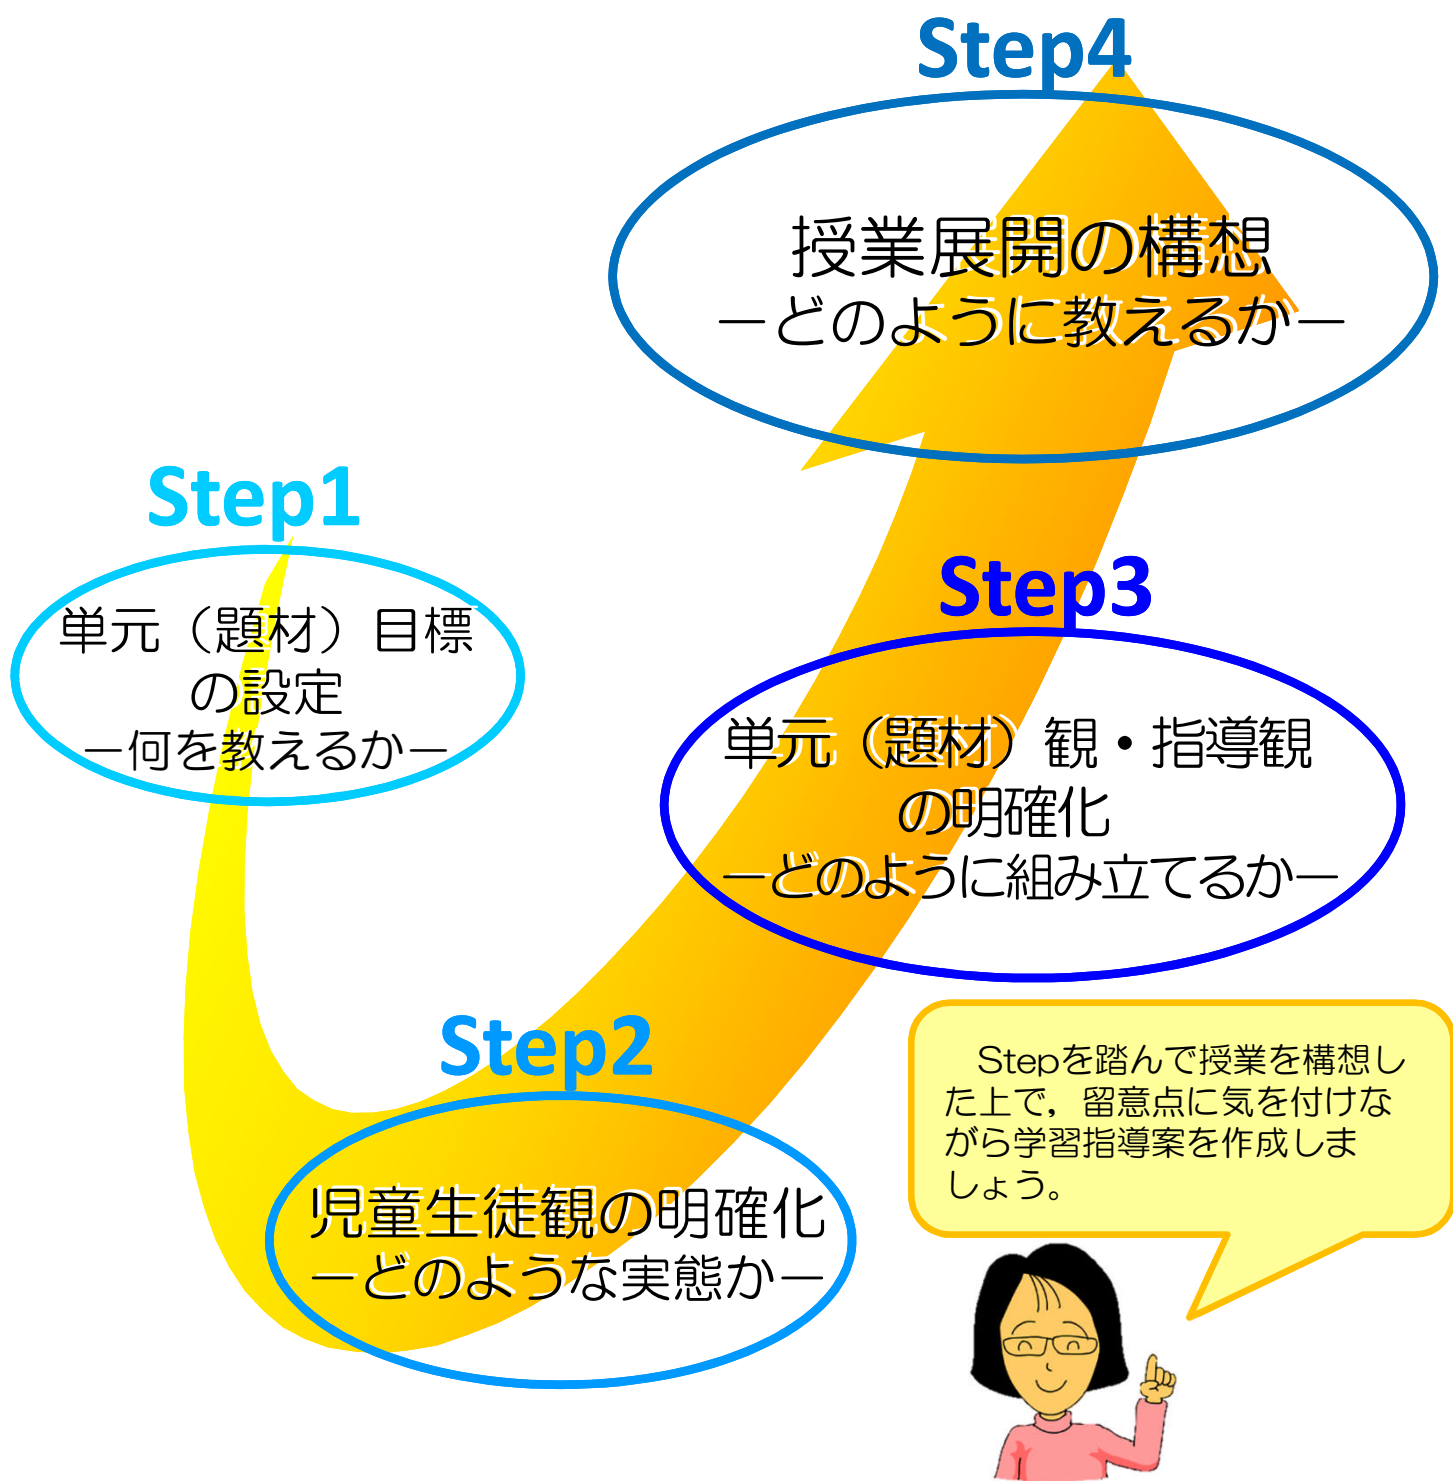 Step1
単元（題材）目標
の設定
－何を教えるか－
Step2
児童生徒観の明確化
－どのような実態か－
Step3
単元（題材）観・指導観
の明確化
－どのように組み立てるか－
Step4
授業展開の構想
－どのように教えるか－
Stepを踏んで授業を構想し
た上で，留意点に気を付けな
がら学習指導案を作成しま
しょう。